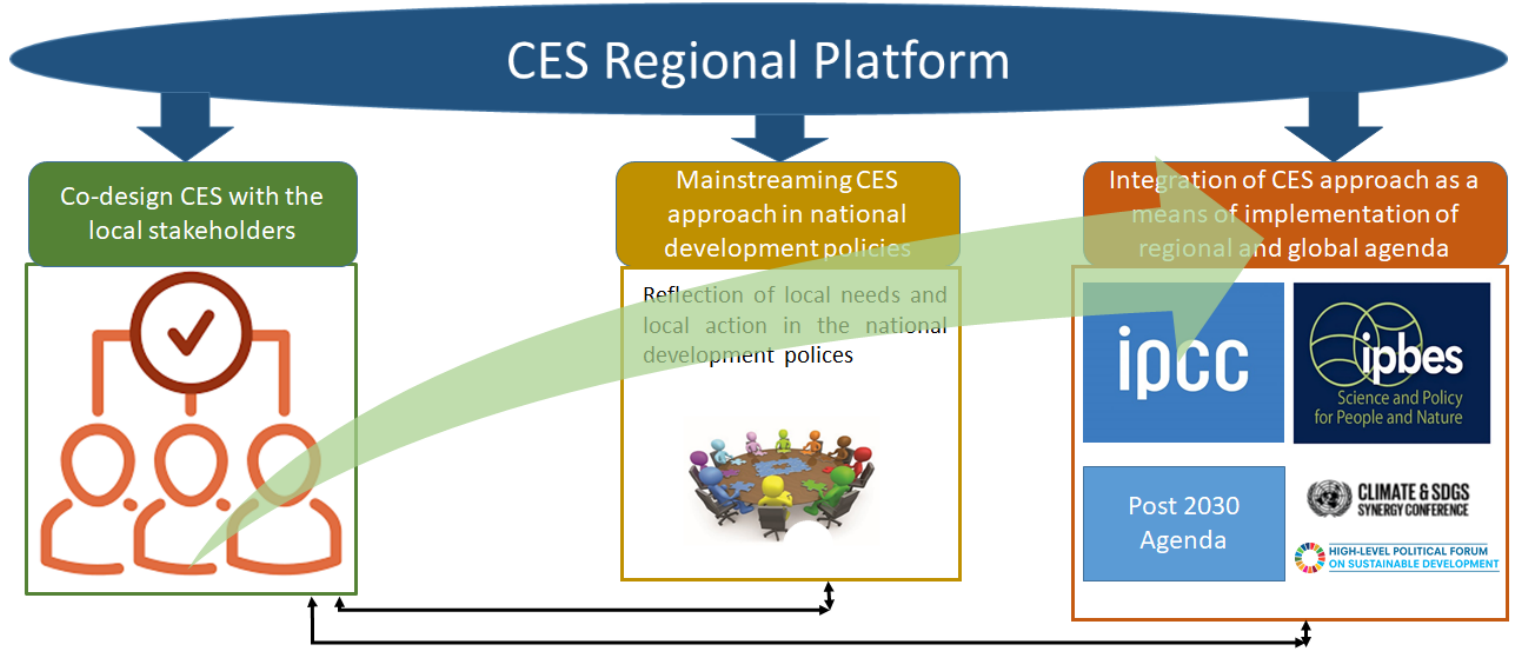 CES Regional Platform
Co-design CES with the
local stakeholders
Mainstreaming CES
approach in national
development policies
Reflection of local needs and
local action in the national
development polices
Integration of CES approach as a
means of implementation of
regional and global agenda
ipcc
ipbes
Science and Policy
for People and Nature
Post 2030
Agenda
CLIMATE & SDGS
SYNERGY CONFERENCE
HIGH-LEVEL POLITICAL FORUM
ON SUSTAINABLE DEVELOPMENT